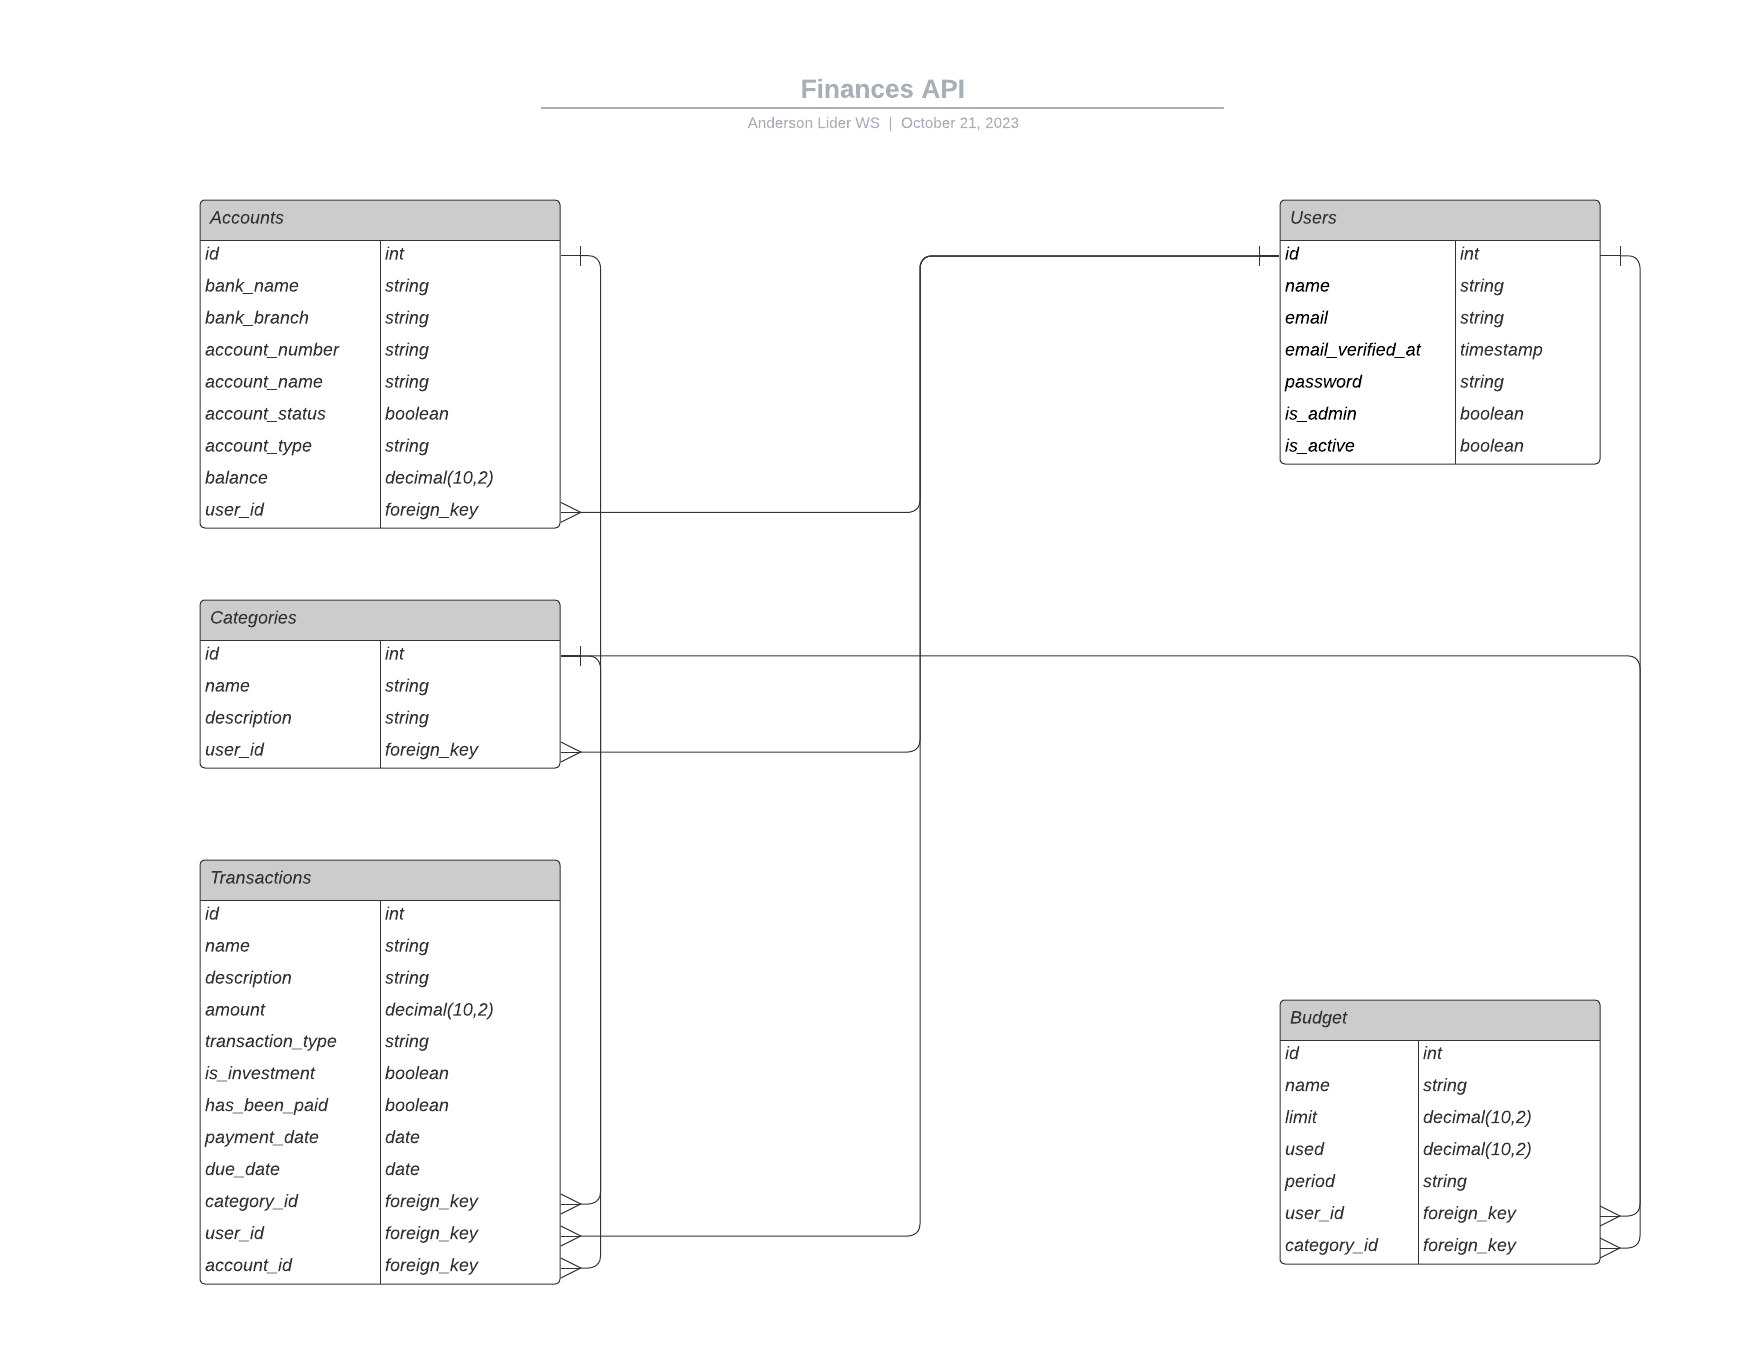 Finances API
Anderson Lider WS | October 21, 2023
Accounts
id int
bank_name string
bank_branch string
account_number string
account_name string
account_status boolean
account_type string
balance decimal(10,2)
user_id foreign_key
Users
id int
name string
email string
email_verified_at timestamp
password string
is_admin boolean
is_active boolean
Categories
id int
name string
description string
user_id foreign_key
Transactions
id int
name string
description string
amount decimal(10,2)
transaction_type string
is_investment boolean
has_been_paid boolean
payment_date date
due_date date
category_id foreign_key
user_id foreign_key
account_id foreign_key
Budget
id int
name string
limit decimal(10,2)
used decimal(10,2)
period string
user_id foreign_key
category_id foreign_key